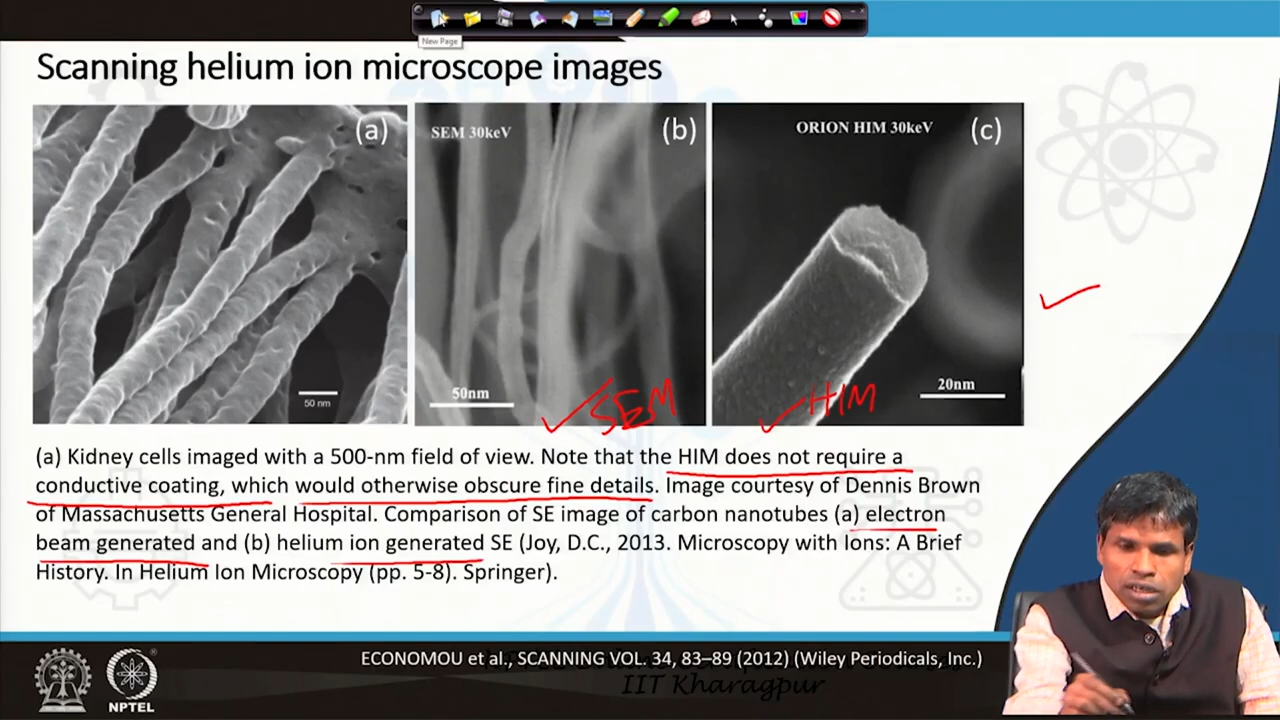 New Page
Scanning helium ion microscope images
(a)
50 nm
SEM 30keV
(b)
50nm
SEM
ORION HIM 30keV
(c)
20nm
HIM
(a) Kidney cells imaged with a 500-nm field of view. Note that the HIM does not require a
conductive coating, which would otherwise obscure fine details. Image courtesy of Dennis Brown
of Massachusetts General Hospital. Comparison of SE image of carbon nanotubes (a) electron
beam generated and (b) helium ion generated SE (Joy, D.C., 2013. Microscopy with Ions: A Brief
History. In Helium Ion Microscopy (pp. 5-8). Springer).
ECONOMOU et al., SCANNING VOL. 34, 83–89 (2012) (Wiley Periodicals, Inc.)
IIT Kharagpur
NPTEL